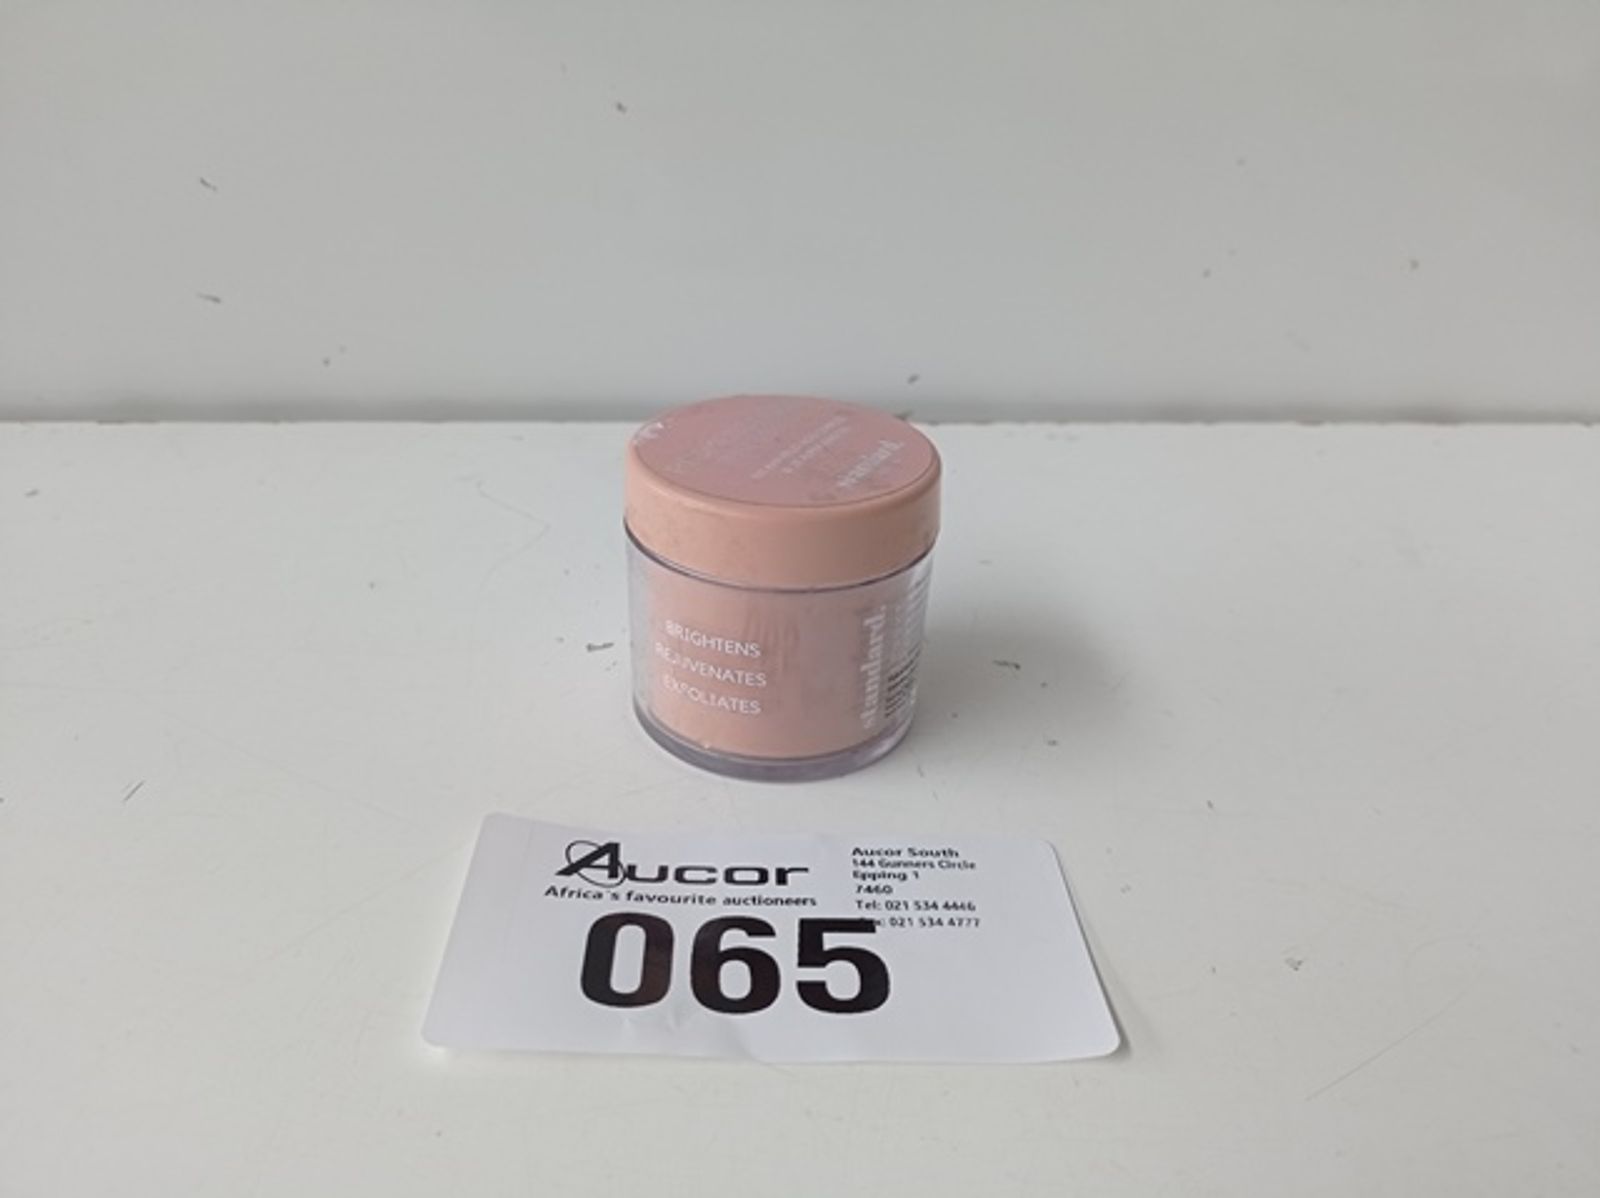 standard.
BRIGHTENS
REJUVENATES
EXFOLIATES
standard.
Aucor
Africa's favourite auctioneers
065
Aucor South
144 Gunners Circle
Epping 1
7460
Tel: 021 534 4446
021 534 4777